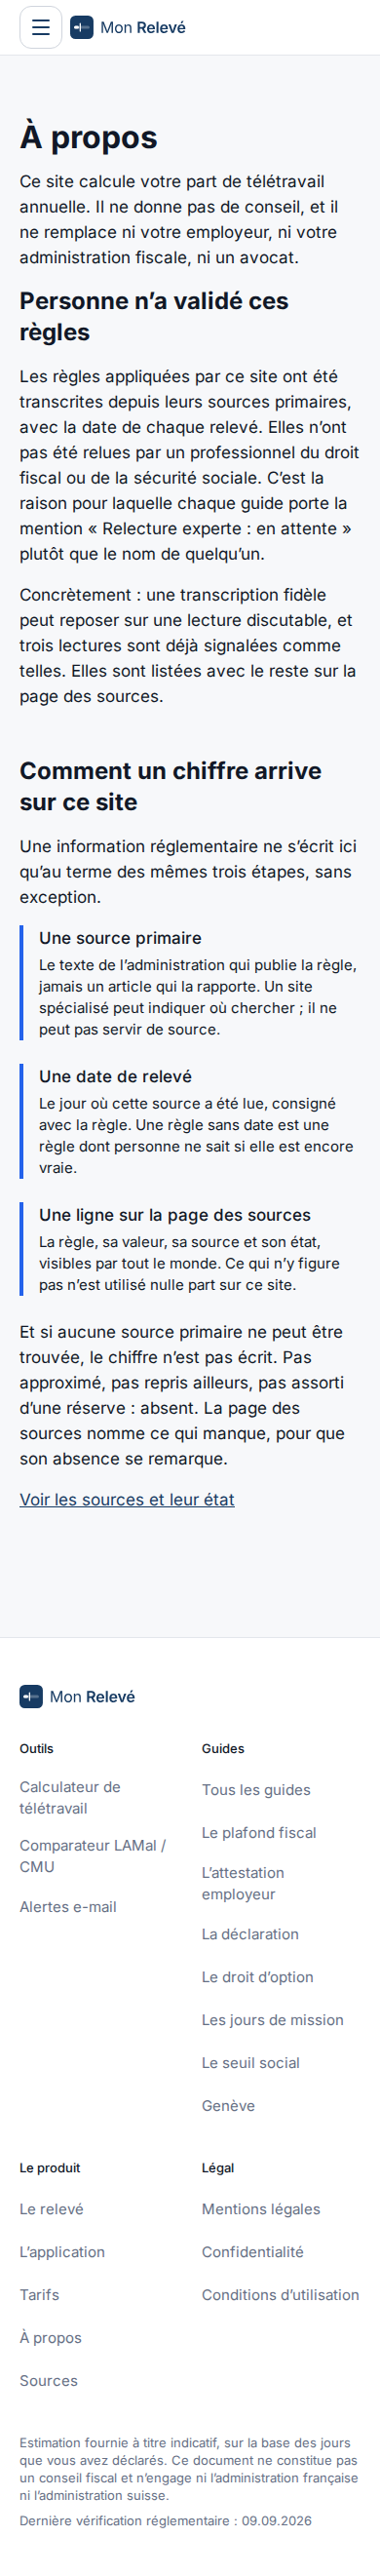 Mon Relevé
À propos
Ce site calcule votre part de télétravail
annuelle. Il ne donne pas de conseil, et il
ne remplace ni votre employeur, ni votre
administration fiscale, ni un avocat.
Personne n’a validé ces
règles
Les règles appliquées par ce site ont été
transcrites depuis leurs sources primaires,
avec la date de chaque relevé. Elles n’ont
pas été relues par un professionnel du droit
fiscal ou de la sécurité sociale. C’est la
raison pour laquelle chaque guide porte la
mention « Relecture experte : en attente »
plutôt que le nom de quelqu’un.
Concrètement : une transcription fidèle
peut reposer sur une lecture discutable, et
trois lectures sont déjà signalées comme
telles. Elles sont listées avec le reste sur la
page des sources.
Comment un chiffre arrive
sur ce site
Une information réglementaire ne s’écrit ici
qu’au terme des mêmes trois étapes, sans
exception.
Une source primaire
Le texte de l’administration qui publie la règle,
jamais un article qui la rapporte. Un site
spécialisé peut indiquer où chercher ; il ne
peut pas servir de source.
Une date de relevé
Le jour où cette source a été lue, consigné
avec la règle. Une règle sans date est une
règle dont personne ne sait si elle est encore
vraie.
Une ligne sur la page des sources
La règle, sa valeur, sa source et son état,
visibles par tout le monde. Ce qui n’y figure
pas n’est utilisé nulle part sur ce site.
Et si aucune source primaire ne peut être
trouvée, le chiffre n’est pas écrit. Pas
approximé, pas repris ailleurs, pas assorti
d’une réserve : absent. La page des
sources nomme ce qui manque, pour que
son absence se remarque.
Voir les sources et leur état
Mon Relevé
Outils
Calculateur de
télétravail
Comparateur LAMal /
CMU
Alertes e-mail
Guides
Tous les guides
Le plafond fiscal
L’attestation
employeur
La déclaration
Le droit d’option
Les jours de mission
Le seuil social
Genève
Le produit
Le relevé
L’application
Tarifs
À propos
Sources
Légal
Mentions légales
Confidentialité
Conditions d’utilisation
Estimation fournie à titre indicatif, sur la base des jours
que vous avez déclarés. Ce document ne constitue pas
un conseil fiscal et n’engage ni l’administration française
ni l’administration suisse.
Dernière vérification réglementaire : 09.09.2026